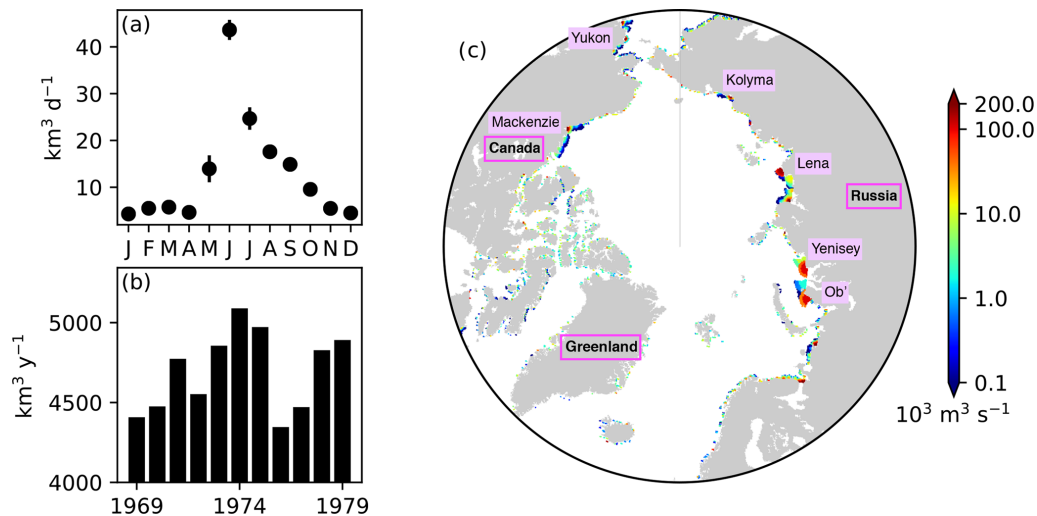 (a)
40
30
20
10
km³ d⁻¹
J F M A M J J A S O N D
(b)
5000
4500
4000
km³ y⁻¹
1969 1974 1979
(c)
Yukon
Kolyma
Mackenzie
Canada
Lena
Russia
Yenisey
Ob'
Greenland
200.0
100.0
10.0
1.0
0.1
10³ m³ s⁻¹